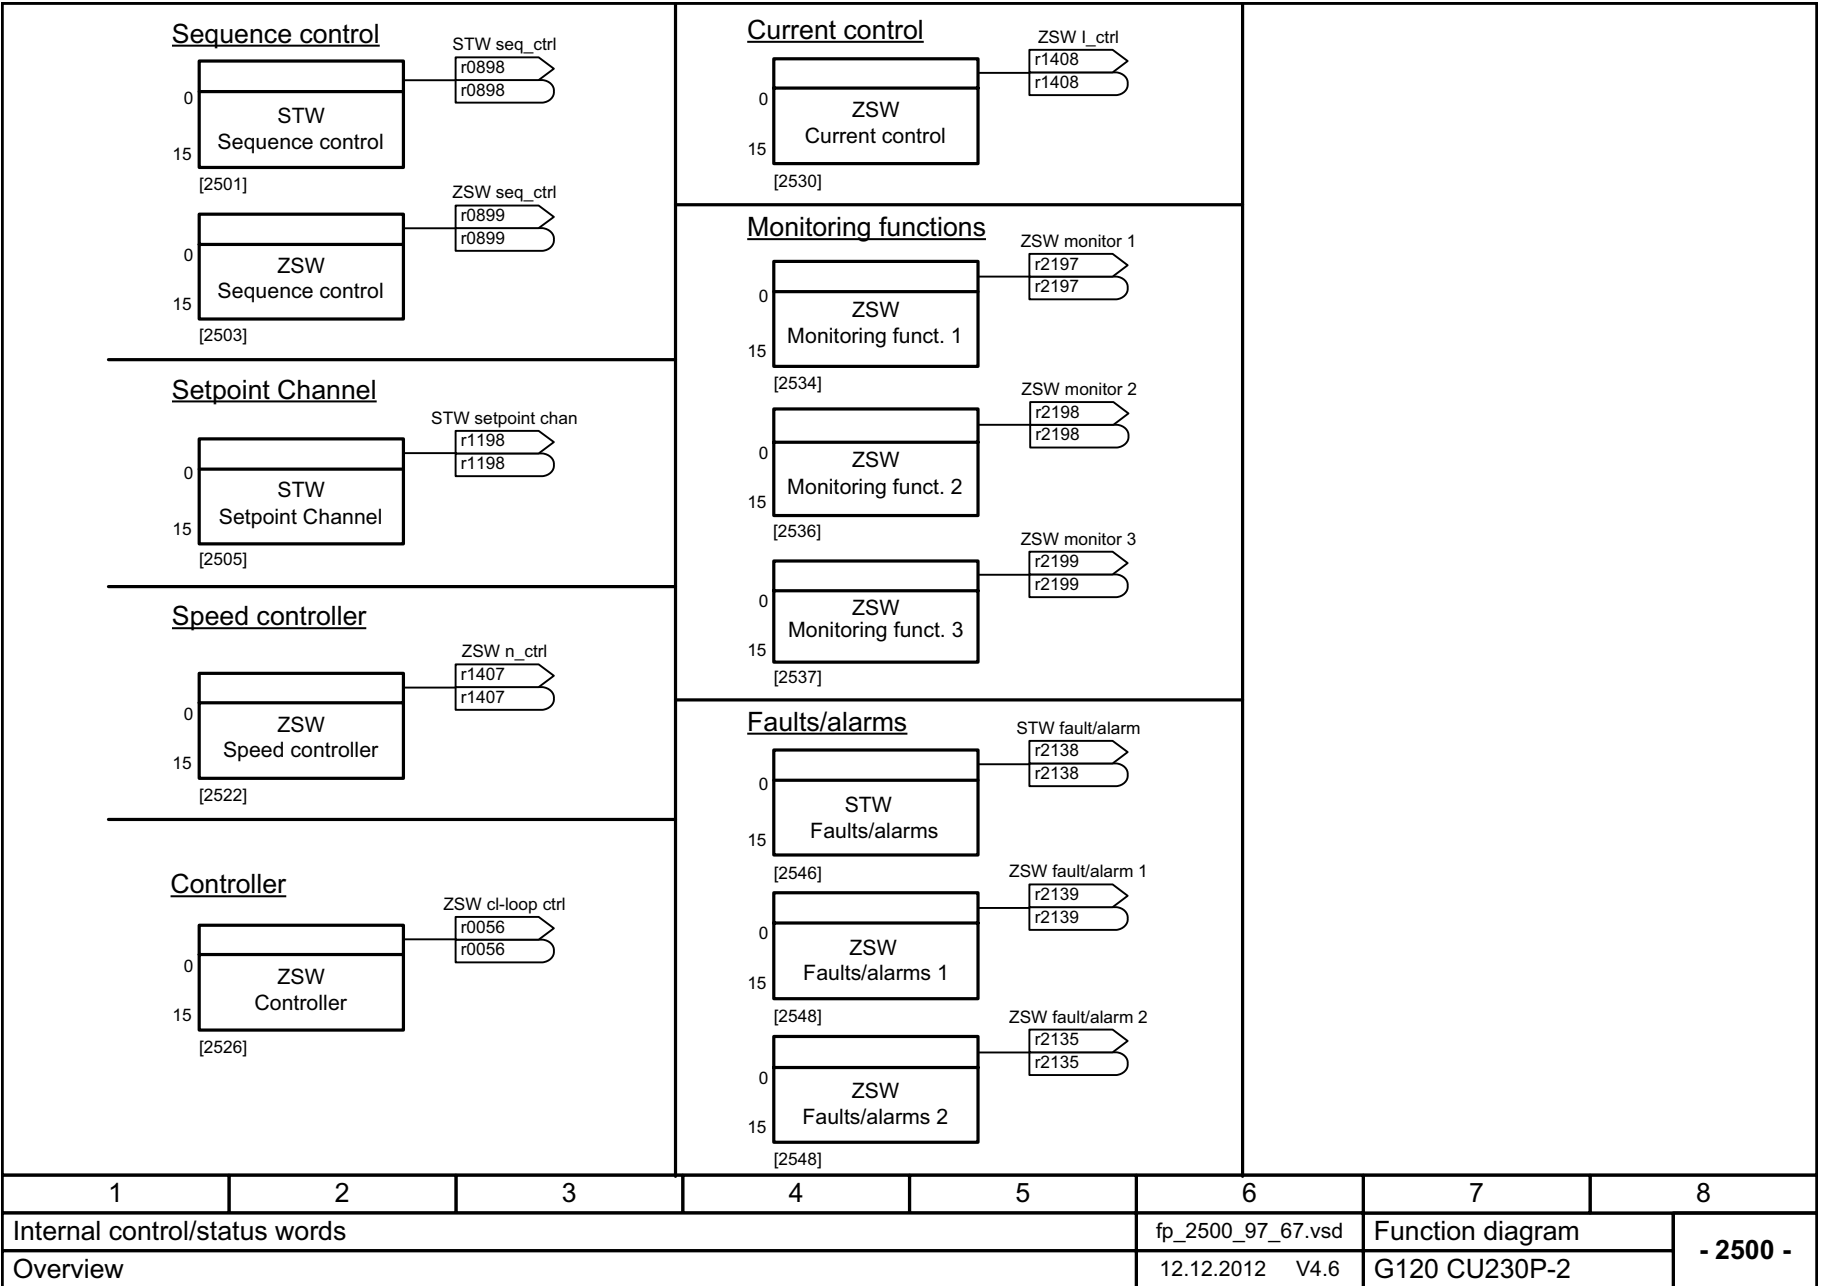 Sequence control
STW seq_ctrl
r0898
r0898
0
STW
Sequence control
15
[2501]
ZSW seq_ctrl
r0899
r0899
0
ZSW
Sequence control
15
[2503]
Setpoint Channel
STW setpoint chan
r1198
r1198
0
STW
Setpoint Channel
15
[2505]
Speed controller
ZSW n_ctrl
r1407
r1407
0
ZSW
Speed controller
15
[2522]
Controller
ZSW cl-loop ctrl
r0056
r0056
0
ZSW
Controller
15
[2526]
Current control
ZSW I_ctrl
r1408
r1408
0
ZSW
Current control
15
[2530]
Monitoring functions
ZSW monitor 1
r2197
r2197
0
ZSW
Monitoring funct. 1
15
[2534]
ZSW monitor 2
r2198
r2198
0
ZSW
Monitoring funct. 2
15
[2536]
ZSW monitor 3
r2199
r2199
0
ZSW
Monitoring funct. 3
15
[2537]
Faults/alarms
STW fault/alarm
r2138
r2138
0
STW
Faults/alarms
15
[2546]
ZSW fault/alarm 1
r2139
r2139
0
ZSW
Faults/alarms 1
15
[2548]
ZSW fault/alarm 2
r2135
r2135
0
ZSW
Faults/alarms 2
15
[2548]
1 2 3 4 5 6 7 8
Internal control/status words
fp_2500_97_67.vsd
Function diagram
- 2500 -
Overview
12.12.2012 V4.6
G120 CU230P-2